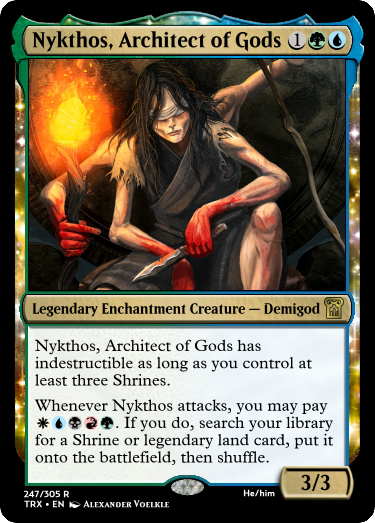 Nykthos, Architect of Gods 1
Legendary Enchantment Creature — Demigod
Nykthos, Architect of Gods has
indestructible as long as you control at
least three Shrines.
Whenever Nykthos attacks, you may pay
. If you do, search your library
for a Shrine or legendary land card, put it
onto the battlefield, then shuffle.
3/3
247/305 R
He/him
TRX • EN Alexander Voelkle